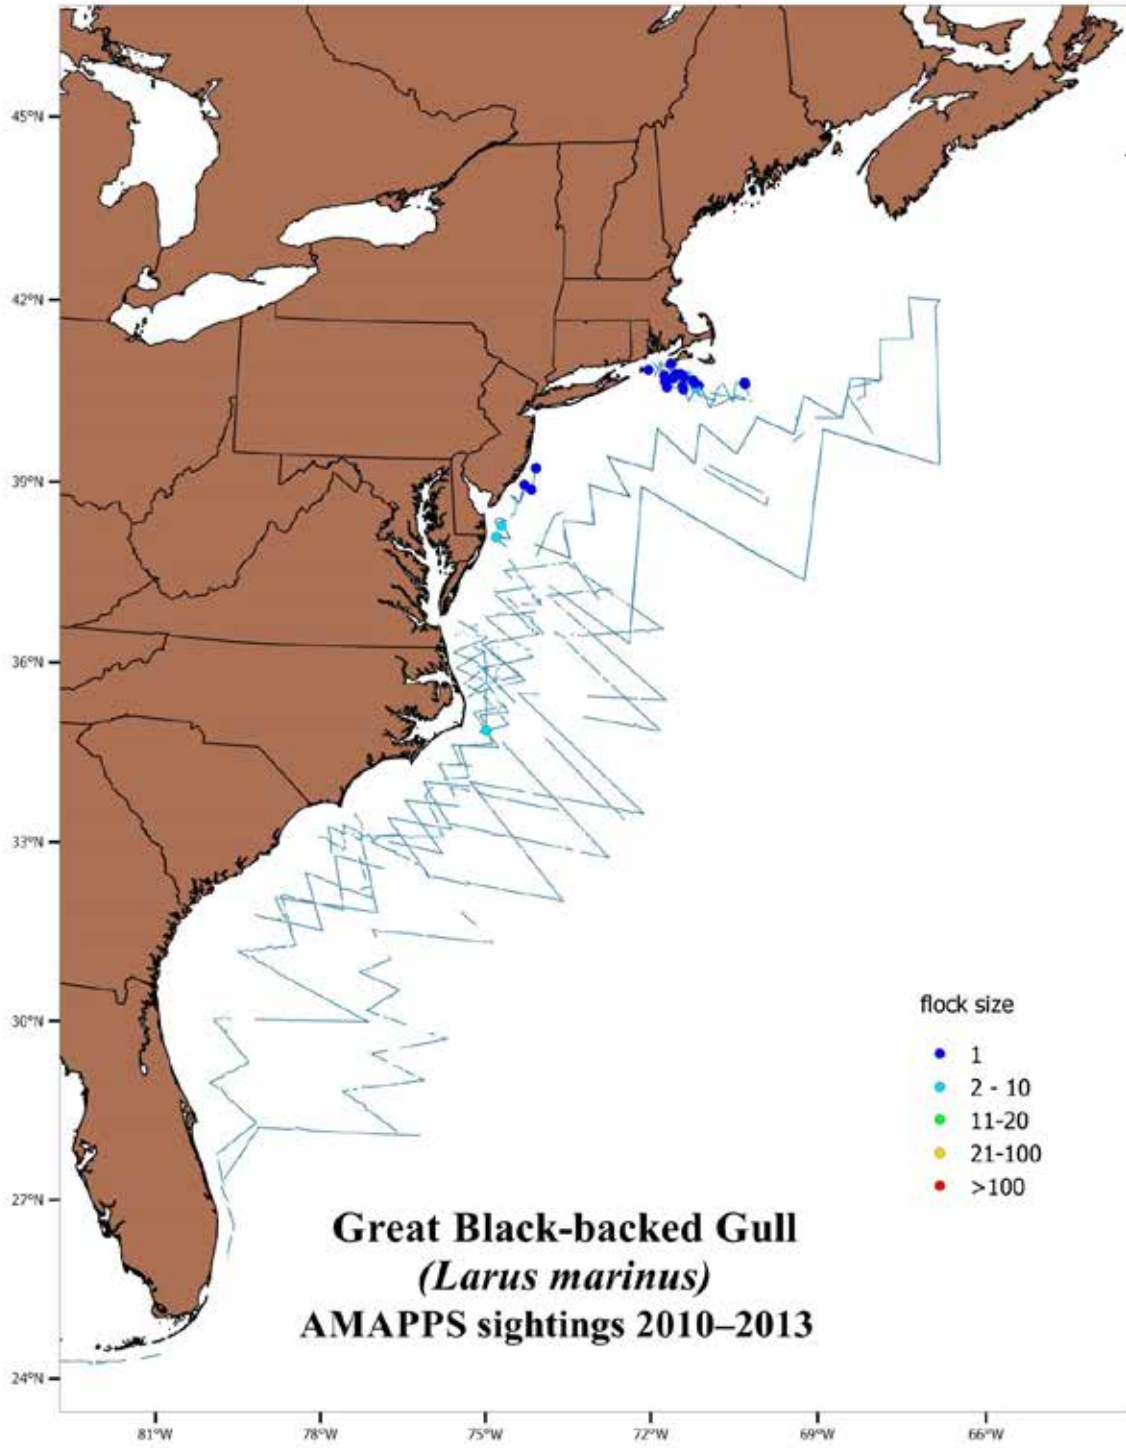 45°N
42°N
39°N
36°N
33°N
30°N
27°N
24°N
flock size
1
2 - 10
11-20
21-100
>100
Great Black-backed Gull
(Larus marinus)
AMAPPS sightings 2010–2013
81°W 78°W 75°W 72°W 69°W 66°W